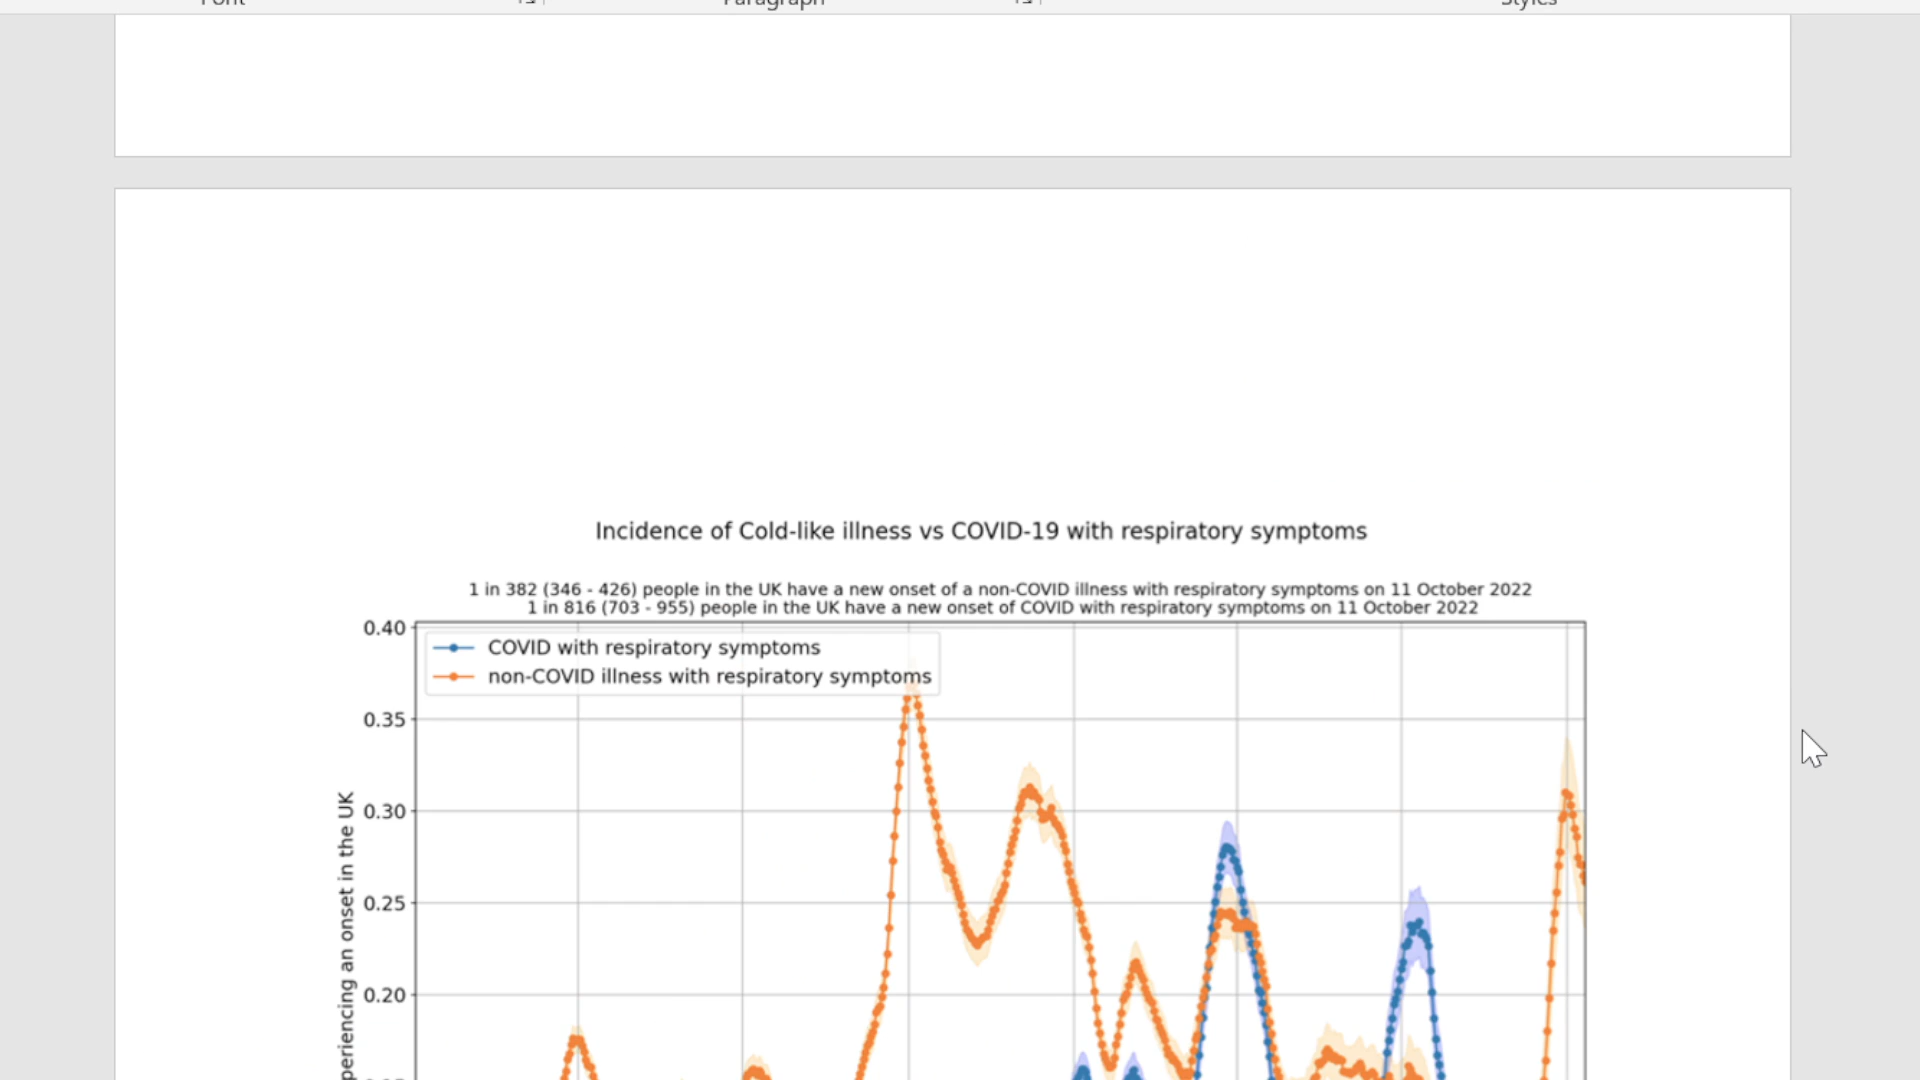 Font
Paragraph
Styles
Incidence of Cold-like illness vs COVID-19 with respiratory symptoms
1 in 382 (346 - 426) people in the UK have a new onset of a non-COVID illness with respiratory symptoms on 11 October 2022
1 in 816 (703 - 955) people in the UK have a new onset of COVID with respiratory symptoms on 11 October 2022
COVID with respiratory symptoms
non-COVID illness with respiratory symptoms
0.40
0.35
0.30
0.25
0.20
periencing an onset in the UK